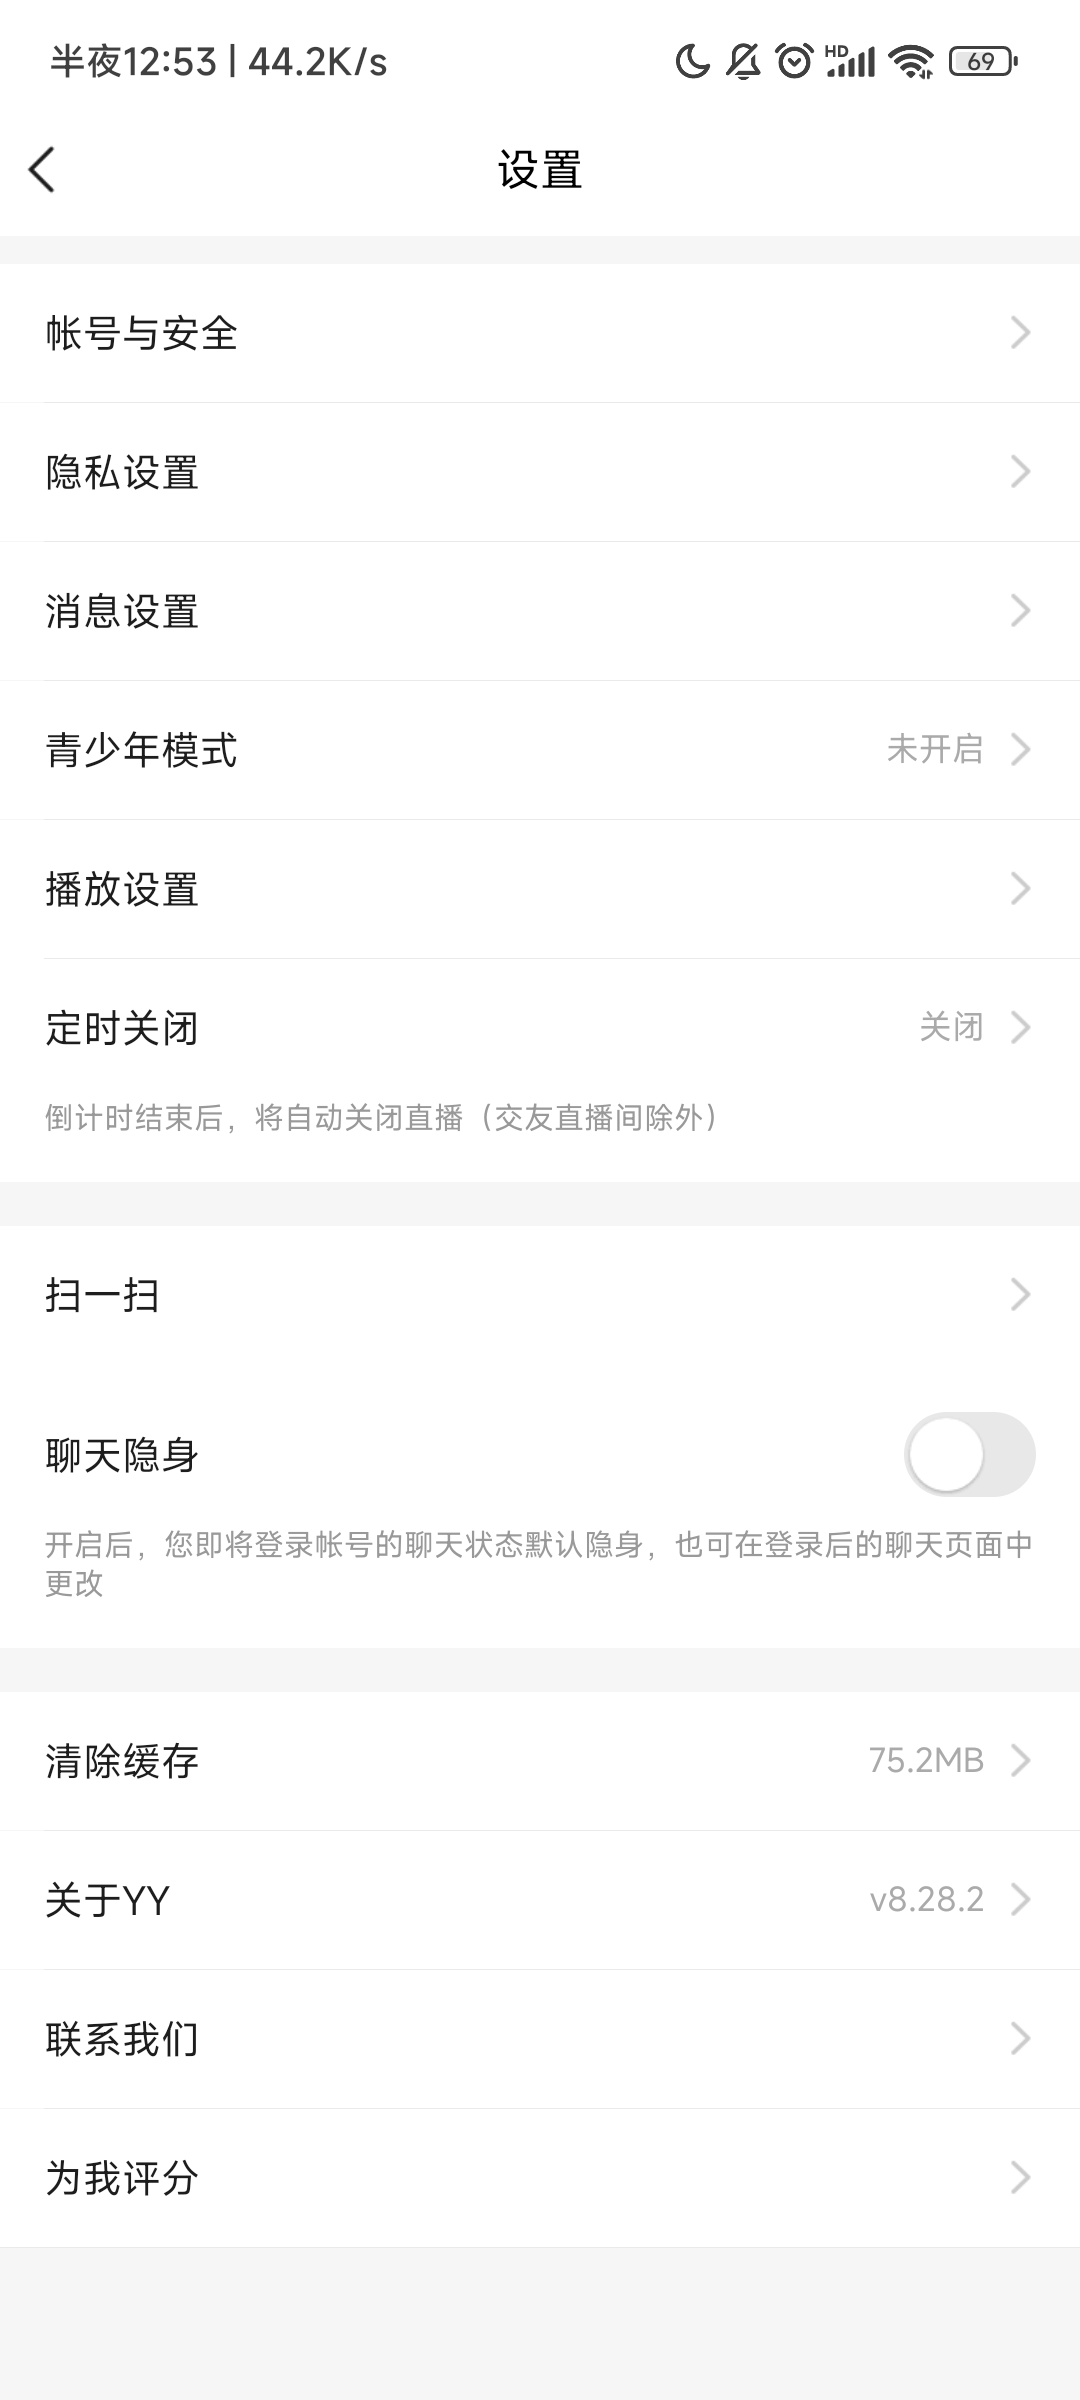 半夜12:53 | 44.2K/s
HD
69
设置
帐号与安全
隐私设置
消息设置
青少年模式 未开启
播放设置
定时关闭 关闭
倒计时结束后，将自动关闭直播（交友直播间除外）
扫一扫
聊天隐身
开启后，您即将登录帐号的聊天状态默认隐身，也可在登录后的聊天页面中
更改
清除缓存 75.2MB
关于YY v8.28.2
联系我们
为我评分